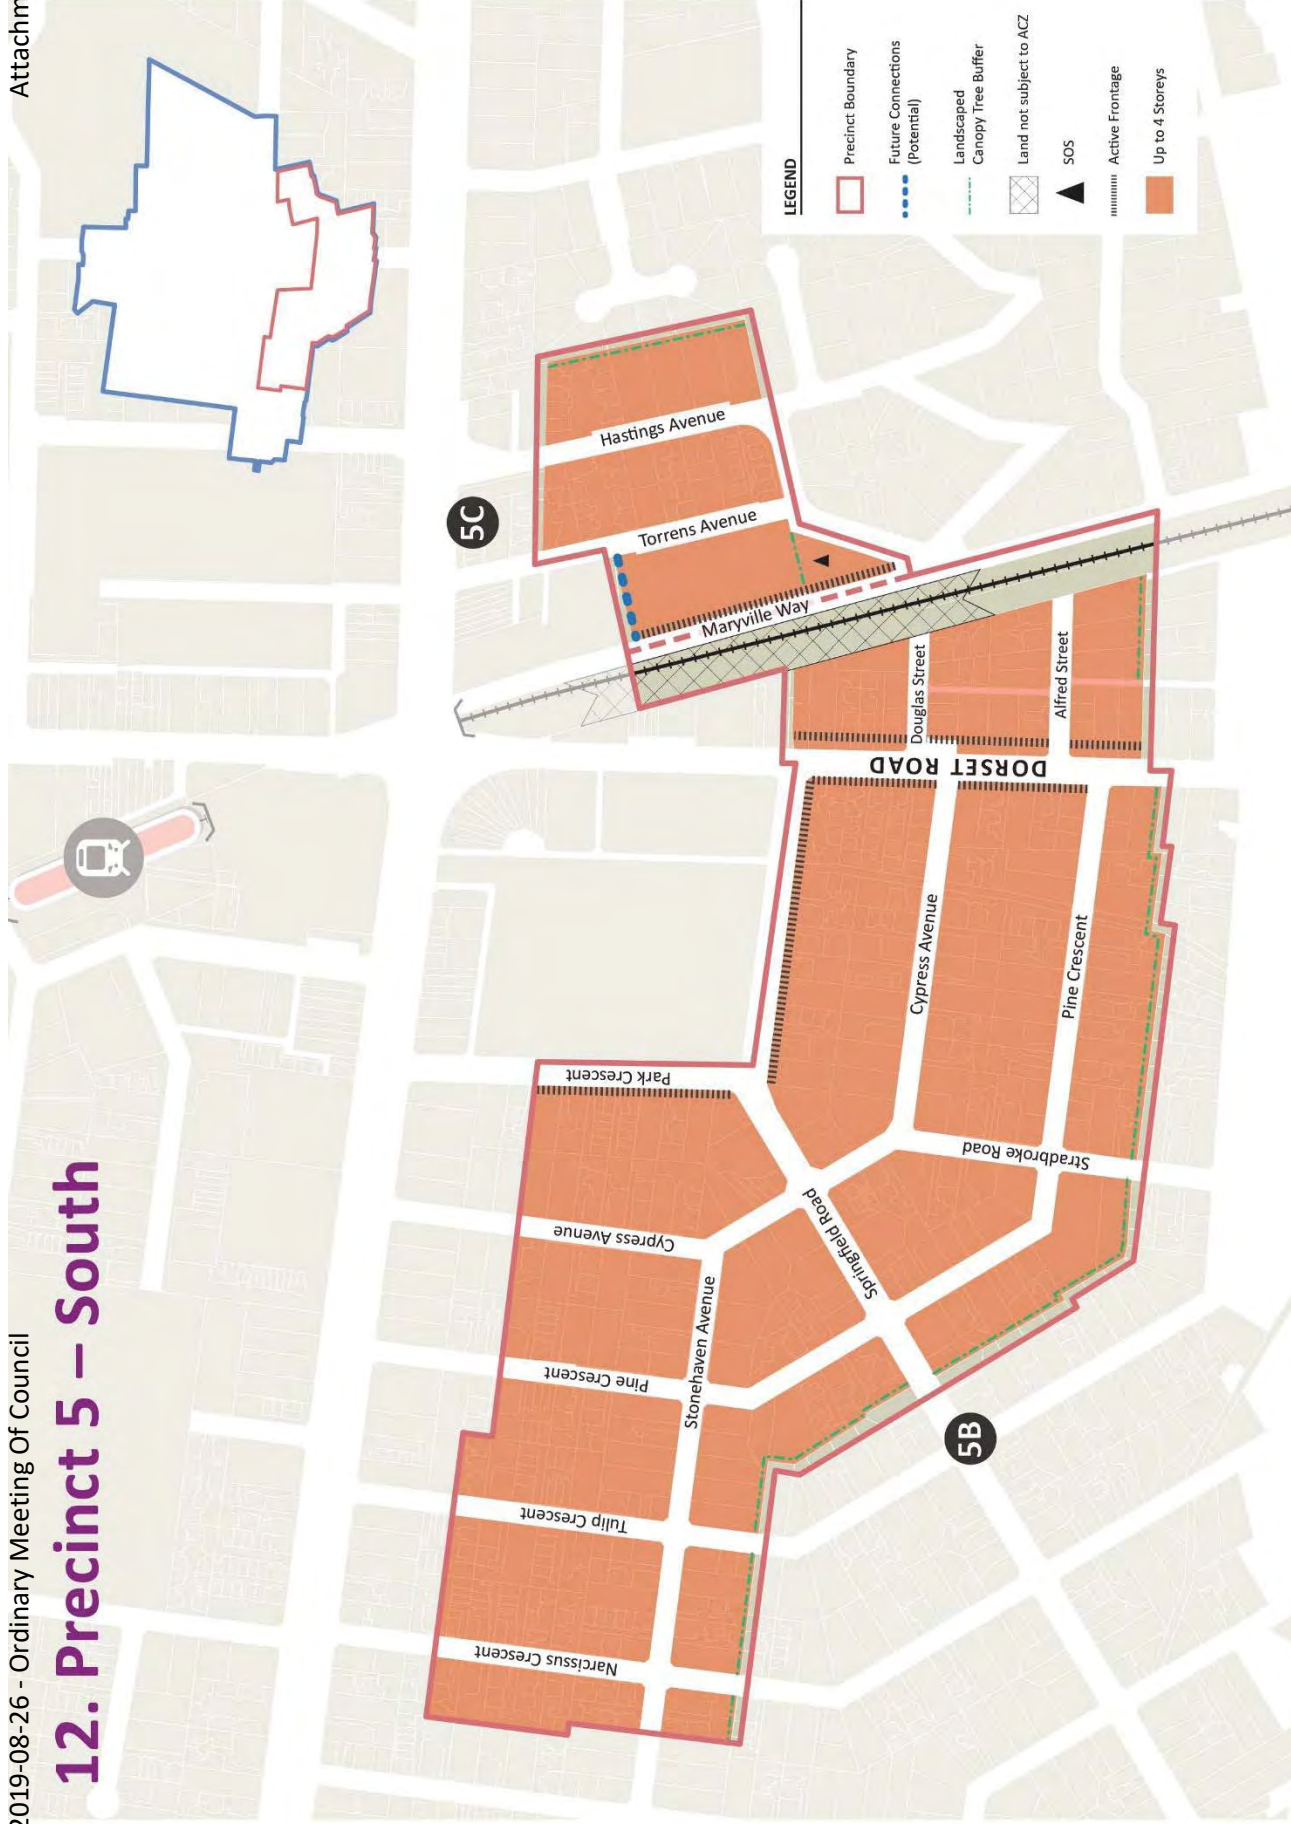 2019-08-26 - Ordinary Meeting Of Council
Attachm
12. Precinct 5 – South
5C
Hastings Avenue
Torrens Avenue
Maryville Way
Douglas Street
Alfred Street
DORSET ROAD
Park Crescent
Cypress Avenue
Pine Crescent
Stradbroke Road
Springfield Road
Cypress Avenue
Stonehaven Avenue
Pine Crescent
Tulip Crescent
Narcissus Crescent
5B
LEGEND
Precinct Boundary
Future Connections
(Potential)
Landscaped
Canopy Tree Buffer
Land not subject to ACZ
SOS
Active Frontage
Up to 4 Storeys